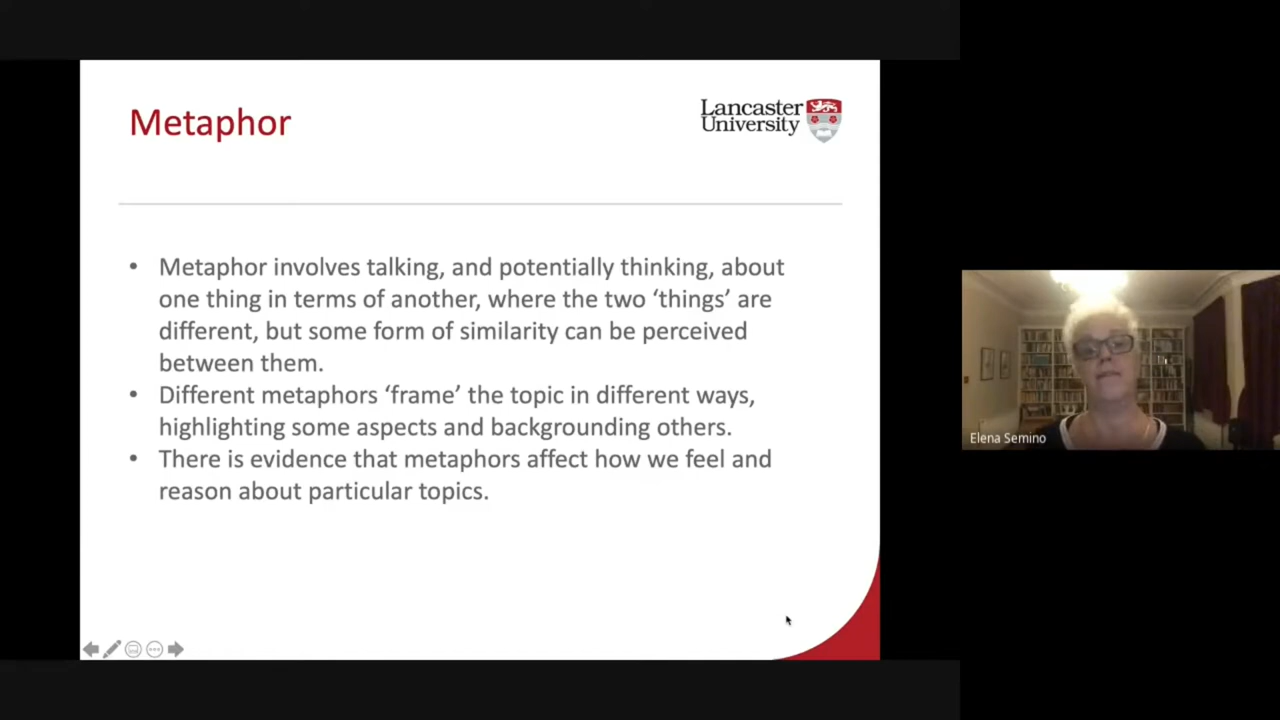 Metaphor
Lancaster
University
• Metaphor involves talking, and potentially thinking, about
one thing in terms of another, where the two ‘things’ are
different, but some form of similarity can be perceived
between them.
• Different metaphors ‘frame’ the topic in different ways,
highlighting some aspects and backgrounding others.
• There is evidence that metaphors affect how we feel and
reason about particular topics.
Elena Semino